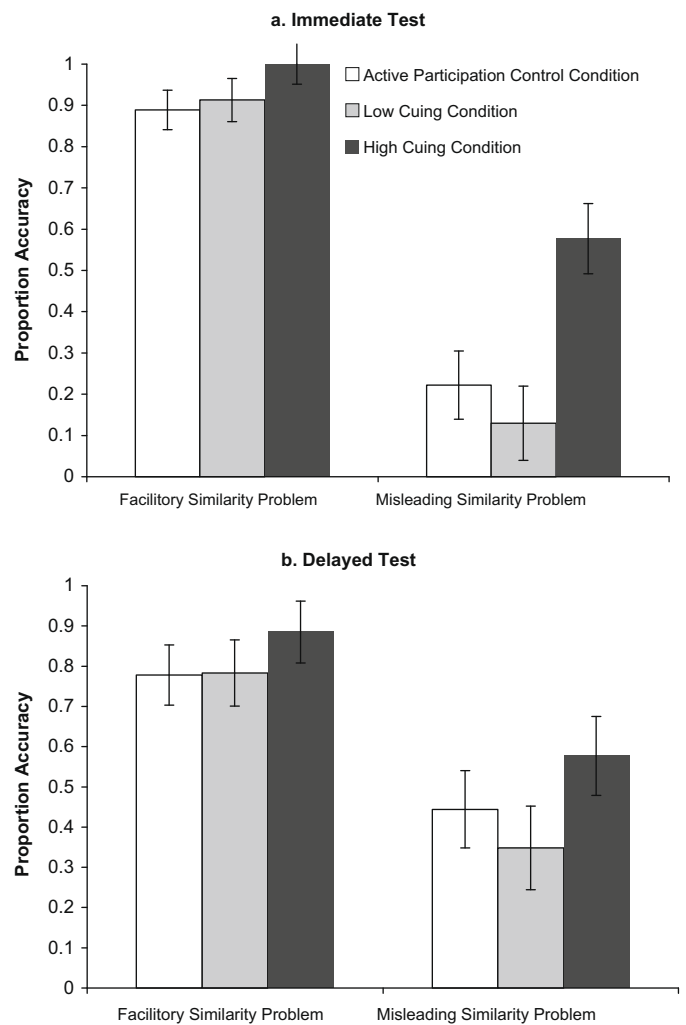 a. Immediate Test
Active Participation Control Condition
Low Cuing Condition
High Cuing Condition
Proportion Accuracy
1
0.9
0.8
0.7
0.6
0.5
0.4
0.3
0.2
0.1
0
Facilitory Similarity Problem
Misleading Similarity Problem
b. Delayed Test
Proportion Accuracy
1
0.9
0.8
0.7
0.6
0.5
0.4
0.3
0.2
0.1
0
Facilitory Similarity Problem
Misleading Similarity Problem